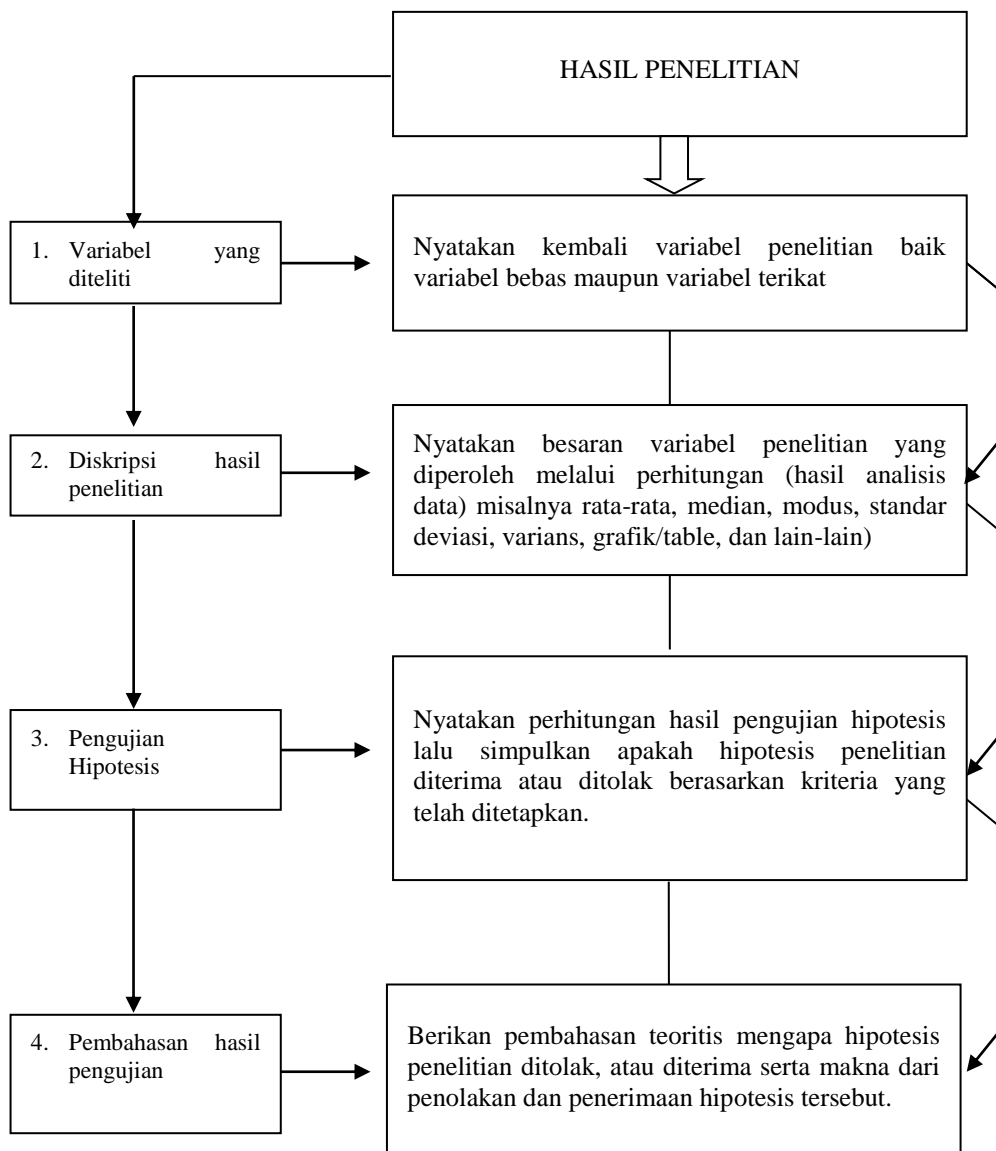 HASIL PENELITIAN
1. Variabel yang
diteliti
Nyatakan kembali variabel penelitian baik
variabel bebas maupun variabel terikat
2. Diskripsi hasil
penelitian
Nyatakan besaran variabel penelitian yang
diperoleh melalui perhitungan (hasil analisis
data) misalnya rata-rata, median, modus, standar
deviasi, varians, grafik/table, dan lain-lain)
3. Pengujian
Hipotesis
Nyatakan perhitungan hasil pengujian hipotesis
lalu simpulkan apakah hipotesis penelitian
diterima atau ditolak berasarkan kriteria yang
telah ditetapkan.
4. Pembahasan hasil
pengujian
Berikan pembahasan teoritis mengapa hipotesis
penelitian ditolak, atau diterima serta makna dari
penolakan dan penerimaan hipotesis tersebut.